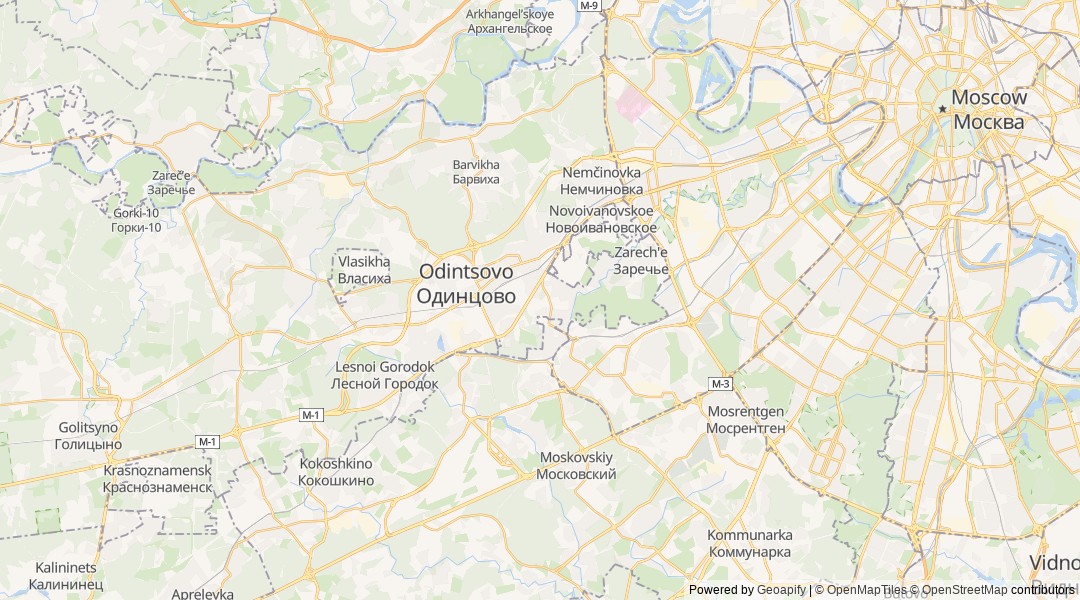 M-9
Arkhangel'skoye
Архангельское
Moscow
Москва
Barvikha
Барвиха
Zareč'e
Заречье
Nemčinovka
Немчиновка
Gorki-10
Горки-10
Novoivanovskoe
Новоивановское
Zarech'e
Заречье
Vlasikha
Власиха
Odintsovo
Одинцово
Lesnoi Gorodok
Лесной Городок
M-3
M-1
Mosrentgen
Мосрентген
Golitsyno
Голицыно
M-1
Krasnoznamensk
Краснознаменск
Kokoshkino
Кокошкино
Moskovskiy
Московский
Kommunarka
Коммунарка
Kalininets
Калининец
Vidno
Aprelevka
Powered by Geoapify | © OpenMapTiles © OpenStreetMap contributors